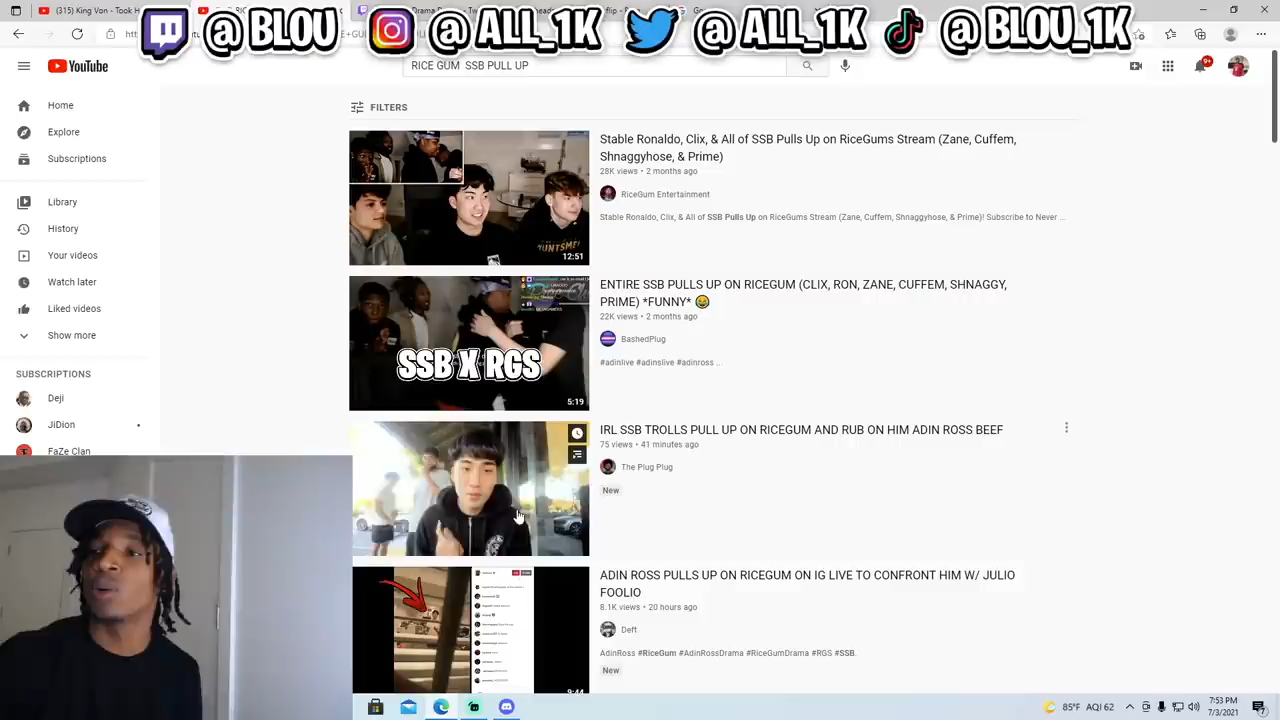 @ BLOU @ ALL_1K @ ALL_1K @ BLOU_1K
(315) King Von - Took H
YouTube
RICE GUM SSB PULL UP
9+
FILTERS
Home
Explore
Subscriptions
Library
History
Your videos
Watch later
Liked videos
Show more
SUBSCRIPTIONS
Deji
JiDion
FaZe Clan
Stable Ronaldo, Clix, & All of SSB Pulls Up on RiceGums Stream (Zane, Cuffem,
Shnaggyhose, & Prime)
28K views • 2 months ago
RiceGum Entertainment
Stable Ronaldo, Clix, & All of SSB Pulls Up on RiceGums Stream (Zane, Cuffem, Shnaggyhose, & Prime)! Subscribe to Never ...
12:51
ENTIRE SSB PULLS UP ON RICEGUM (CLIX, RON, ZANE, CUFFEM, SHNAGGY,
PRIME) *FUNNY* 😂
22K views • 2 months ago
BashedPlug
#adinlive #adinslive #adinross ...
SSB X RGS
5:19
IRL SSB TROLLS PULL UP ON RICEGUM AND RUB ON HIM ADIN ROSS BEEF
75 views • 41 minutes ago
The Plug Plug
New
ADIN ROSS PULLS UP ON RICEGUM ON IG LIVE TO CONFRONT HIM W/ JULIO
FOOLIO
8.1K views • 20 hours ago
Deft
AdinRoss #RiceGum #AdinRossDrama #RiceGumDrama #RGS #SSB.
New
9:44
85°F AQI 62
7:53 PM
7/3/2021